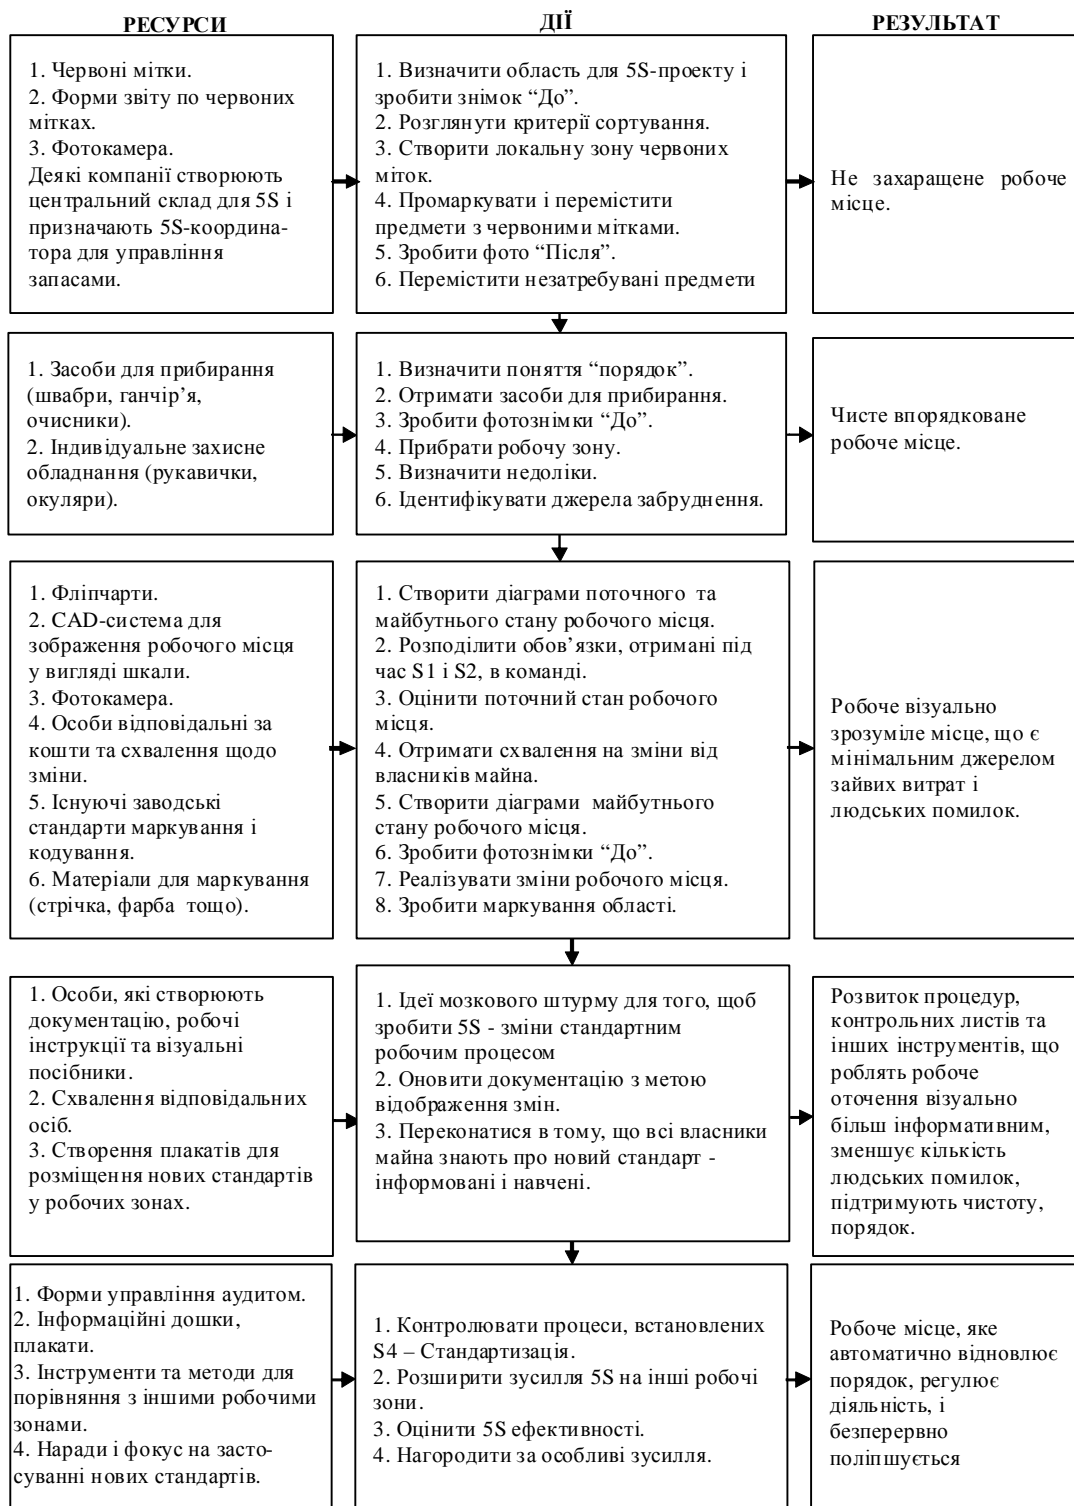 РЕСУРСИ
ДІЇ
РЕЗУЛЬТАТ
1. Червоні мітки.
2. Форми звіту по червоних
мітках.
3. Фотокамера.
Деякі компанії створюють
центральний склад для 5S і
призначають 5S-координа-
тора для управління
запасами.
1. Визначити область для 5S-проекту і
зробити знімок “До”.
2. Розглянути критерії сортування.
3. Створити локальну зону червоних
міток.
4. Промаркувати і перемістити
предмети з червоними мітками.
5. Зробити фото “Після”.
6. Перемістити незатребувані предмети
Не захаращене робоче
місце.
1. Засоби для прибирання
(швабри, ганчір’я,
очисники).
2. Індивідуальне захисне
обладнання (рукавички,
окуляри).
1. Визначити поняття “порядок”.
2. Отримати засоби для прибирання.
3. Зробити фотознімки “До”.
4. Прибрати робочу зону.
5. Визначити недоліки.
6. Ідентифікувати джерела забруднення.
Чисте впорядковане
робоче місце.
1. Фліпчарти.
2. CAD-система для
зображення робочого місця
у вигляді шкали.
3. Фотокамера.
4. Особи відповідальні за
кошти та схвалення щодо
зміни.
5. Існуючі заводські
стандарти маркування і
кодування.
6. Матеріали для маркування
(стрічка, фарба тощо).
1. Створити діаграми поточного та
майбутнього стану робочого місця.
2. Розподілити обов’язки, отримані під
час S1 і S2, в команді.
3. Оцінити поточний стан робочого
місця.
4. Отримати схвалення на зміни від
власників майна.
5. Створити діаграми майбутнього
стану робочого місця.
6. Зробити фотознімки “До”.
7. Реалізувати зміни робочого місця.
8. Зробити маркування області.
Робоче візуально
зрозуміле місце, що є
мінімальним джерелом
зайвих витрат і
людських помилок.
1. Особи, які створюють
документацію, робочі
інструкції та візуальні
посібники.
2. Схвалення відповідальних
осіб.
3. Створення плакатів для
розміщення нових стандартів
у робочих зонах.
1. Ідеї мозкового штурму для того, щоб
зробити 5S - зміни стандартним
робочим процесом
2. Оновити документацію з метою
відображення змін.
3. Переконатися в тому, що всі власники
майна знають про новий стандарт -
інформовані і навчені.
Розвиток процедур,
контрольних листів та
інших інструментів, що
роблять робоче
оточення візуально
більш інформативним,
зменшує кількість
людських помилок,
підтримують чистоту,
порядок.
1. Форми управління аудитом.
2. Інформаційні дошки,
плакати.
3. Інструменти та методи для
порівняння з іншими робочими
зонами.
4. Наради і фокус на засто-
суванні нових стандартів.
1. Контролювати процеси, встановлених
S4 – Стандартизація.
2. Розширити зусилля 5S на інші робочі
зони.
3. Оцінити 5S ефективності.
4. Нагородити за особливі зусилля.
Робоче місце, яке
автоматично відновлює
порядок, регулює
діяльність, і
безперервно
поліпшується